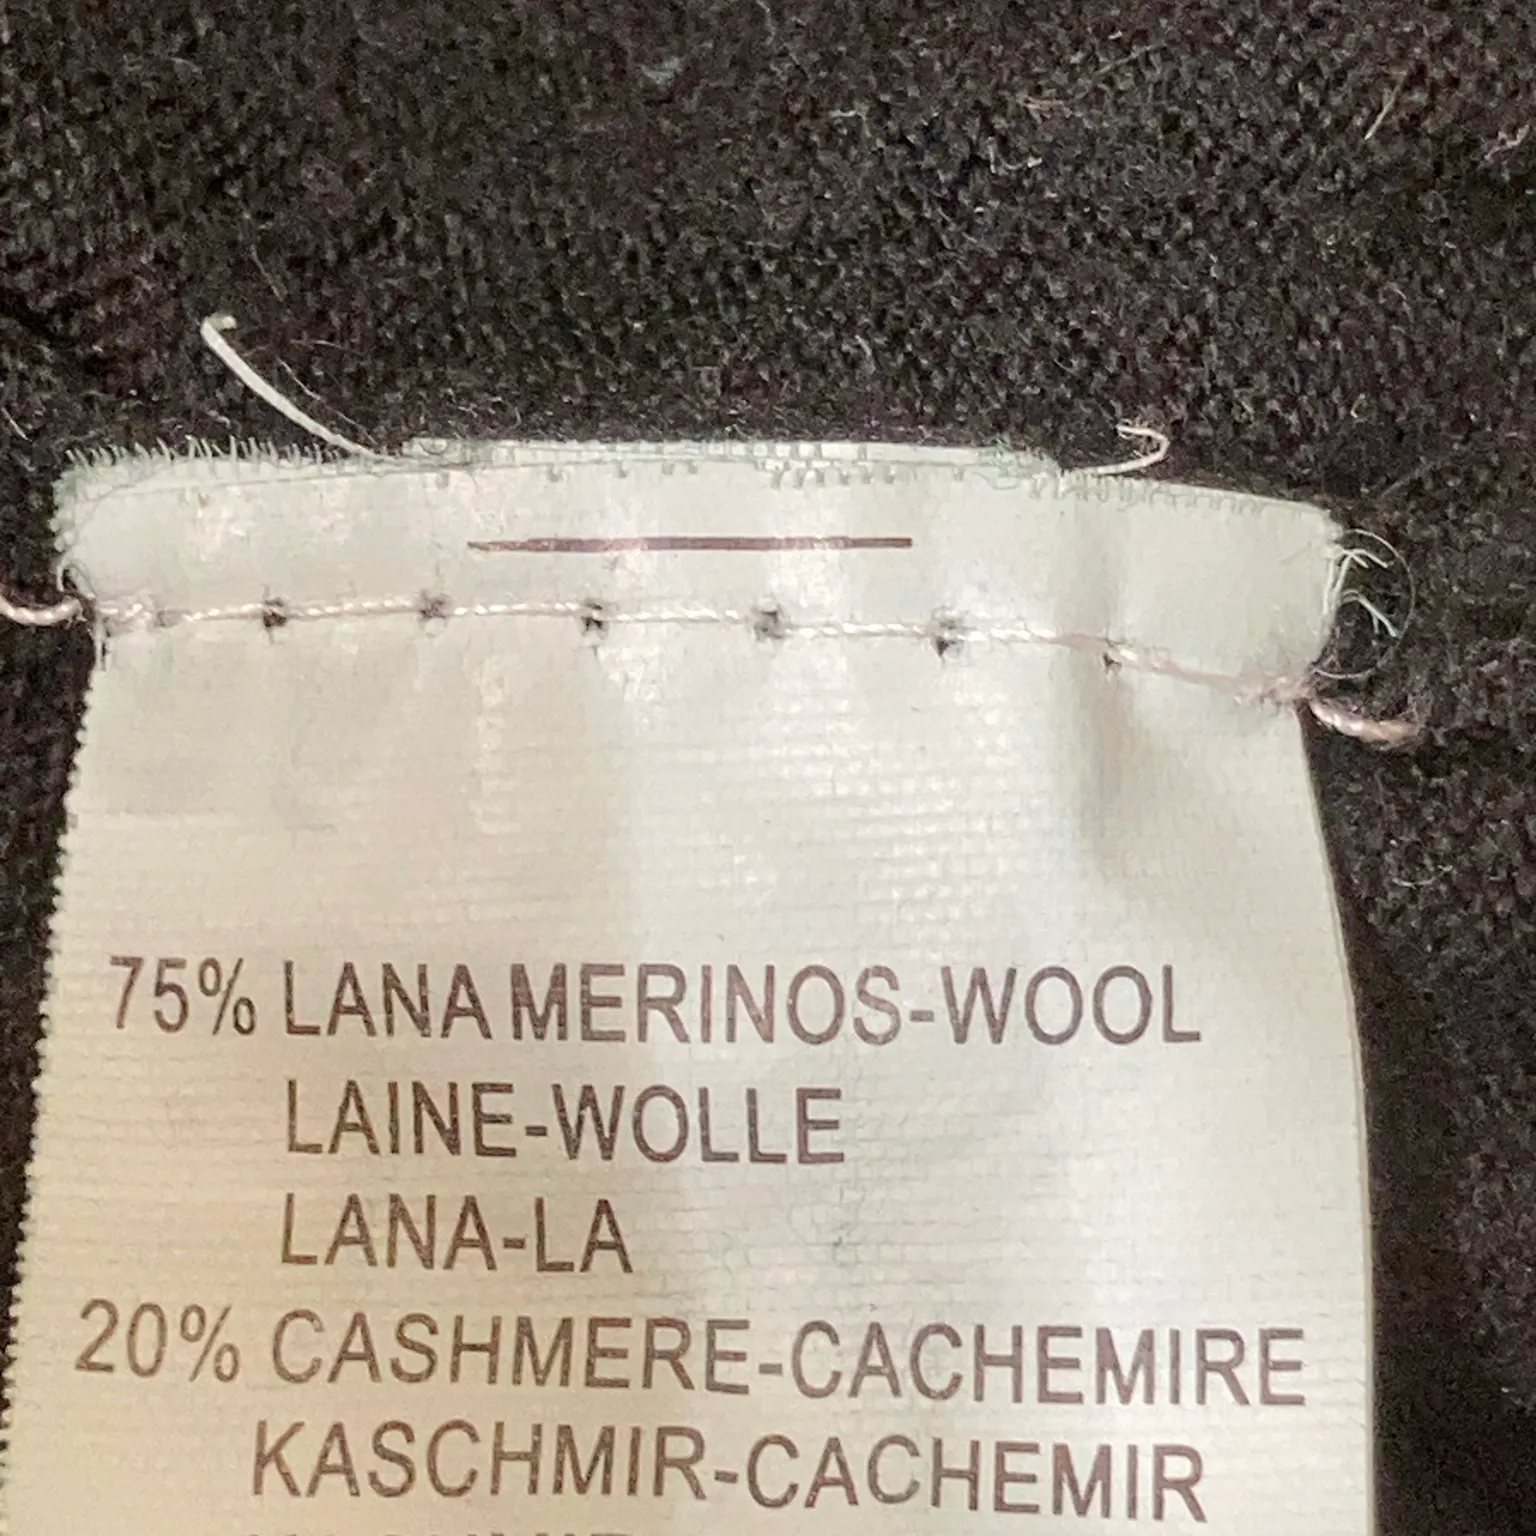 75% LANA MERINOS-WOOL
LAINE-WOLLE
LANA-LA
20% CASHMERE-CACHEMIRE
KASCHMIR-CACHEMIR